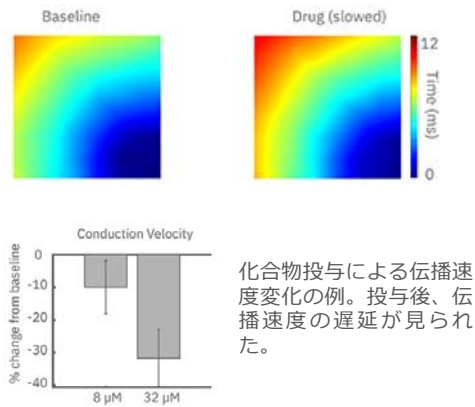 Baseline
Drug (slowed)
12
Time (ms)
0
Conduction Velocity
% change from baseline
0
-10
-20
-30
-40
8 µM
32 µM
化合物投与による伝播速
度変化の例。投与後、伝
播速度の遅延が見られ
た。